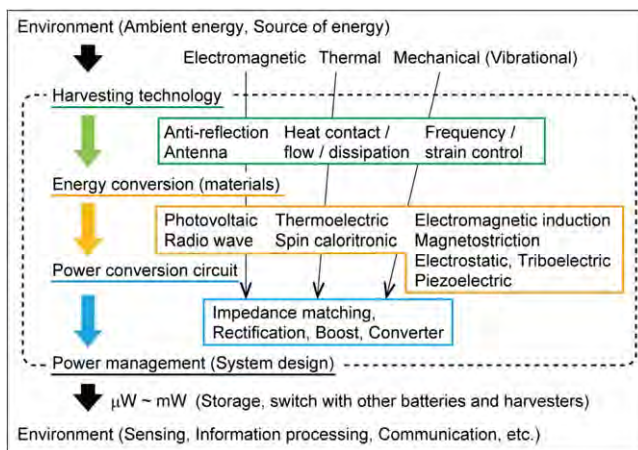 Environment (Ambient energy, Source of energy)
Electromagnetic Thermal Mechanical (Vibrational)
Harvesting technology
Anti-reflection Heat contact / Frequency /
Antenna flow / dissipation strain control
Energy conversion (materials)
Photovoltaic Thermoelectric Electromagnetic induction
Radio wave Spin caloritronic Magnetostriction
Electrostatic, Triboelectric
Power conversion circuit Piezoelectric
Impedance matching,
Rectification, Boost, Converter
Power management (System design)
μW ~ mW (Storage, switch with other batteries and harvesters)
Environment (Sensing, Information processing, Communication, etc.)